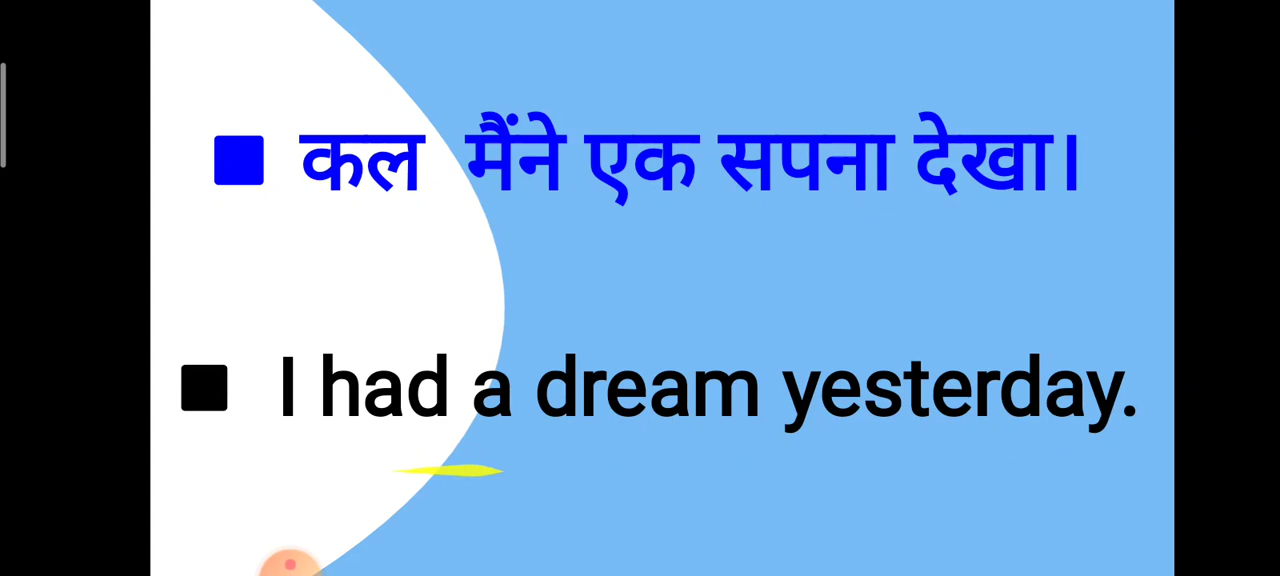 कल मैंने एक सपना देखा।
I had a dream yesterday.